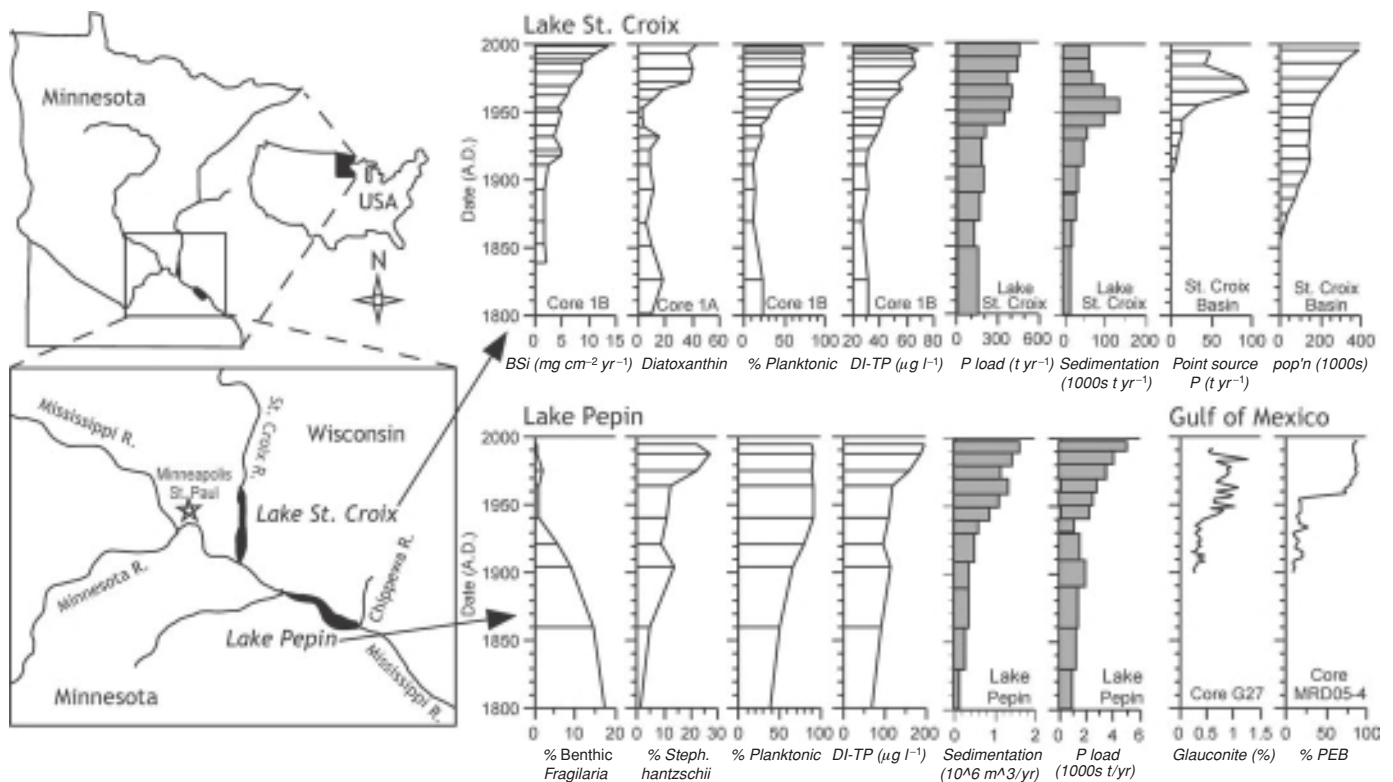 Minnesota
USA
N
Mississippi R.
St. Croix R.
Wisconsin
Minneapolis
St. Paul
Lake St. Croix
Minnesota R.
Chippewa R.
Lake Pepin
Mississippi R.
Minnesota
Lake St. Croix
Date (A.D.)
2000
1950
1900
1850
1800
Core 1B
Core 1A
Core 1B
Core 1B
Lake
St. Croix
Lake
St. Croix
St. Croix
Basin
St. Croix
Basin
0 5 10 15
0 20 40 60
0 50 100
20 40 60 80
0 300 600
0 100 200
0 50 100
0 200 400
BSi (mg cm⁻² yr⁻¹)
Diatoxanthin
% Planktonic
DI-TP (µg l⁻¹)
P load (t yr⁻¹)
Sedimentation
(1000s t yr⁻¹)
Point source
P (t yr⁻¹)
pop'n (1000s)
Lake Pepin
Gulf of Mexico
Date (A.D.)
2000
1950
1900
1850
1800
Lake
Pepin
Lake
Pepin
Core G27
Core
MRD05-4
0 10 20
0 10 20 30
0 50 100
0 100 200
0 1 2
0 2 4 6
0 .5 1 1.5
0 50 100
% Benthic
Fragilaria
% Steph.
hantzschii
% Planktonic
DI-TP (µg l⁻¹)
Sedimentation
(10^6 m^3/yr)
P load
(1000s t/yr)
Glauconite (%)
% PEB